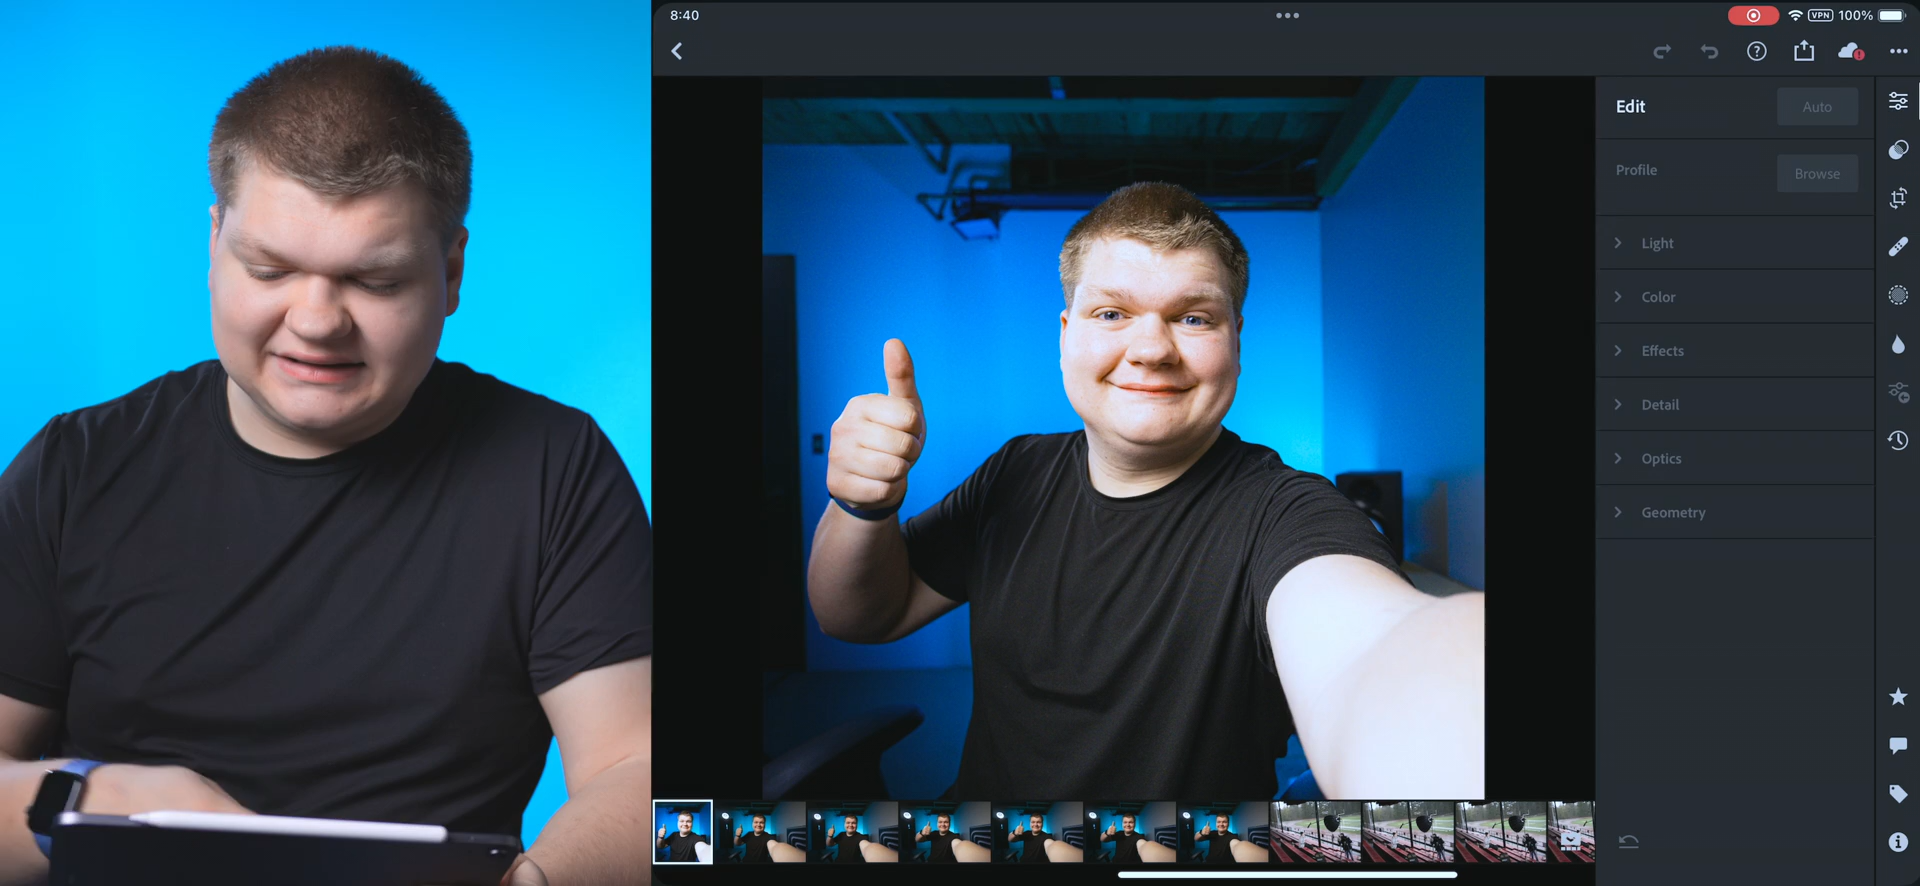 8:40
VPN 100%
Edit
Auto
Profile
Browse
Light
Color
Effects
Detail
Optics
Geometry